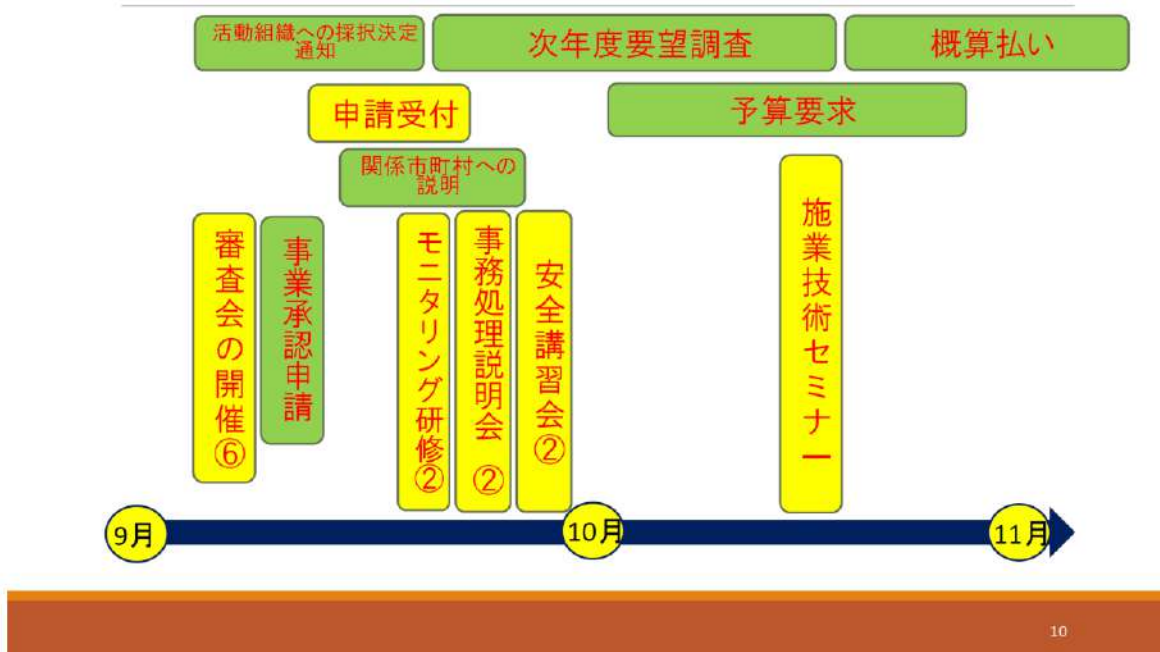 活動組織への採択決定
通知
次年度要望調査
概算払い
申請受付
予算要求
関係市町村への
説明
審査会の開催⑥
事業承認申請
モニタリング研修②
事務処理説明会 ②
安全講習会②
施業技術セミナー
9月
10月
11月
10